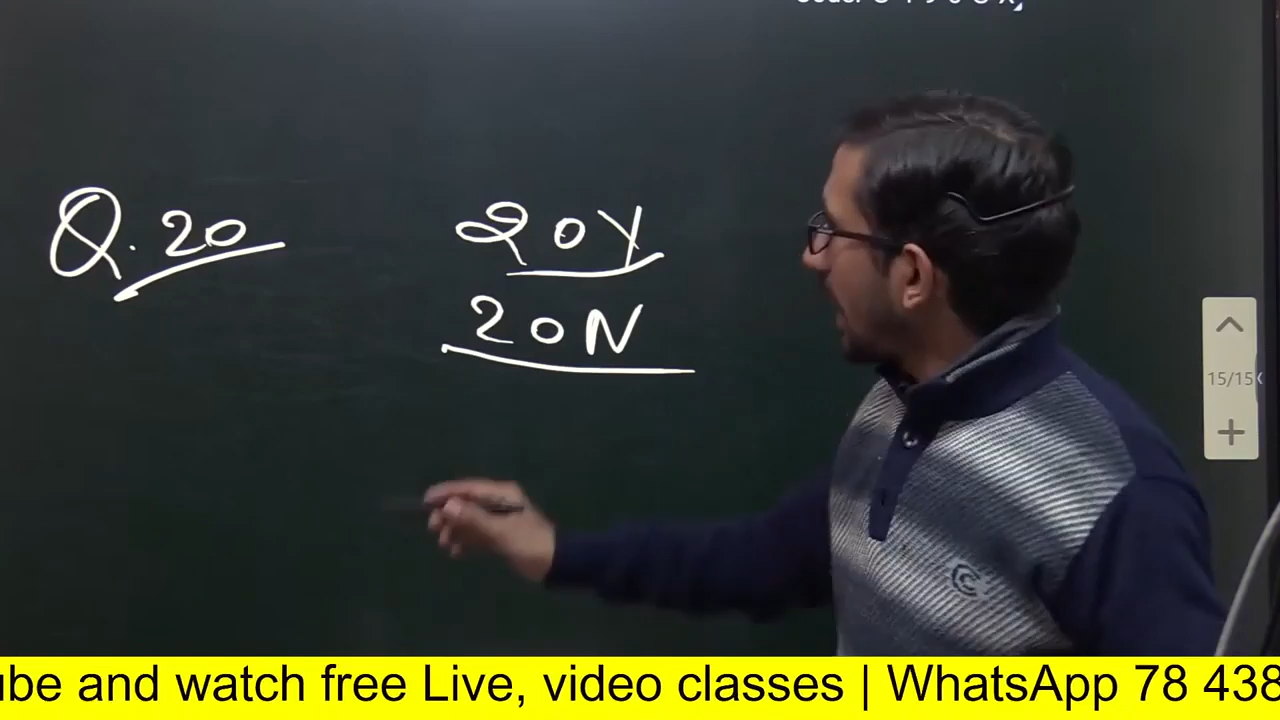 Q.20
20Y
20N
15/15
ube and watch free Live, video classes | WhatsApp 78 438